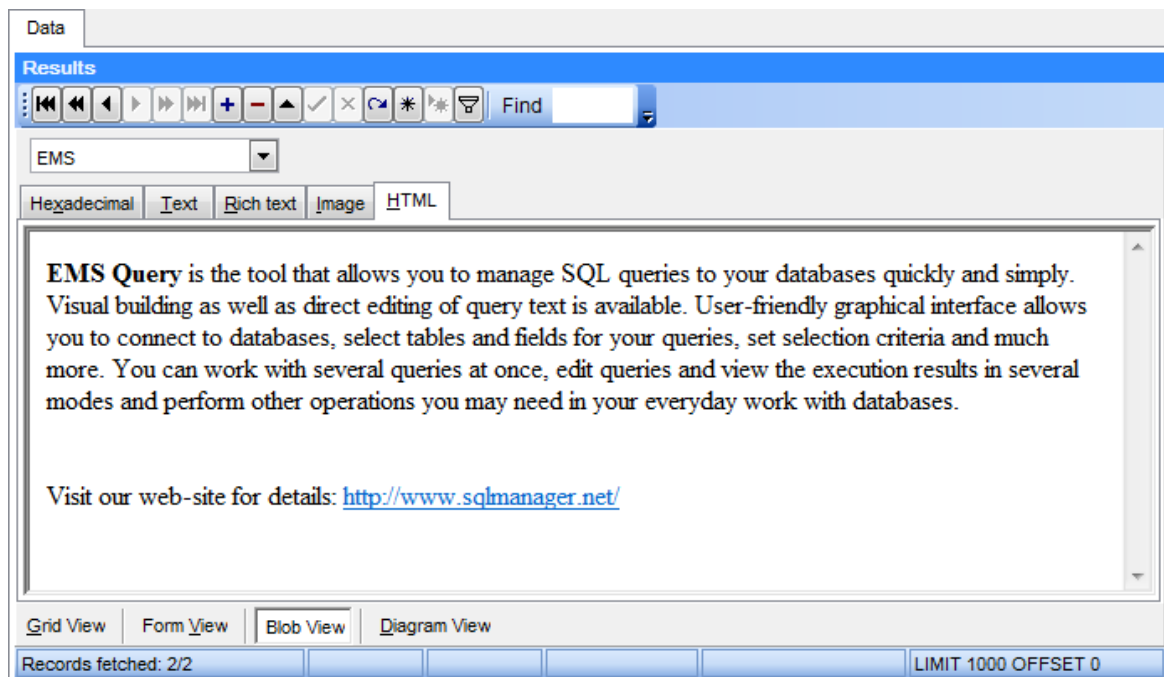 Data
Results
Find
EMS
Hexadecimal Text Rich text Image HTML
EMS Query is the tool that allows you to manage SQL queries to your databases quickly and simply.
Visual building as well as direct editing of query text is available. User-friendly graphical interface allows
you to connect to databases, select tables and fields for your queries, set selection criteria and much
more. You can work with several queries at once, edit queries and view the execution results in several
modes and perform other operations you may need in your everyday work with databases.
Visit our web-site for details: http://www.sqlmanager.net/
Grid View Form View Blob View Diagram View
Records fetched: 2/2 LIMIT 1000 OFFSET 0